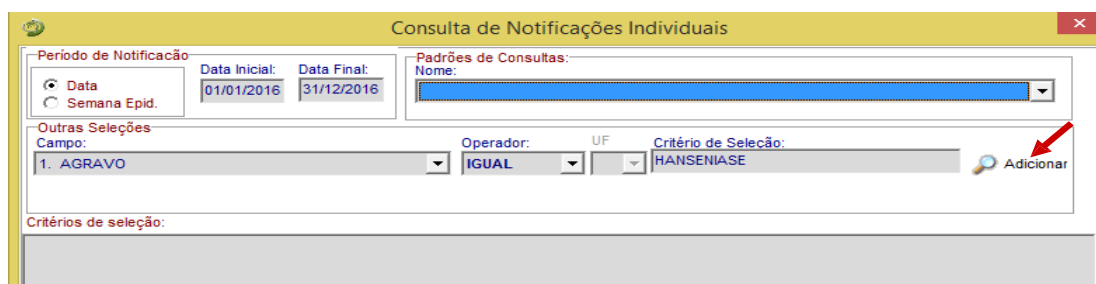 Consulta de Notificações Individuais
Período de Notificacão
Data
Semana Epid.
Data Inicial:
01/01/2016
Data Final:
31/12/2016
Padrões de Consultas:
Nome:
Outras Seleções
Campo:
1. AGRAVO
Operador:
IGUAL
UF
Critério de Seleção:
HANSENIASE
Adicionar
Critérios de seleção: